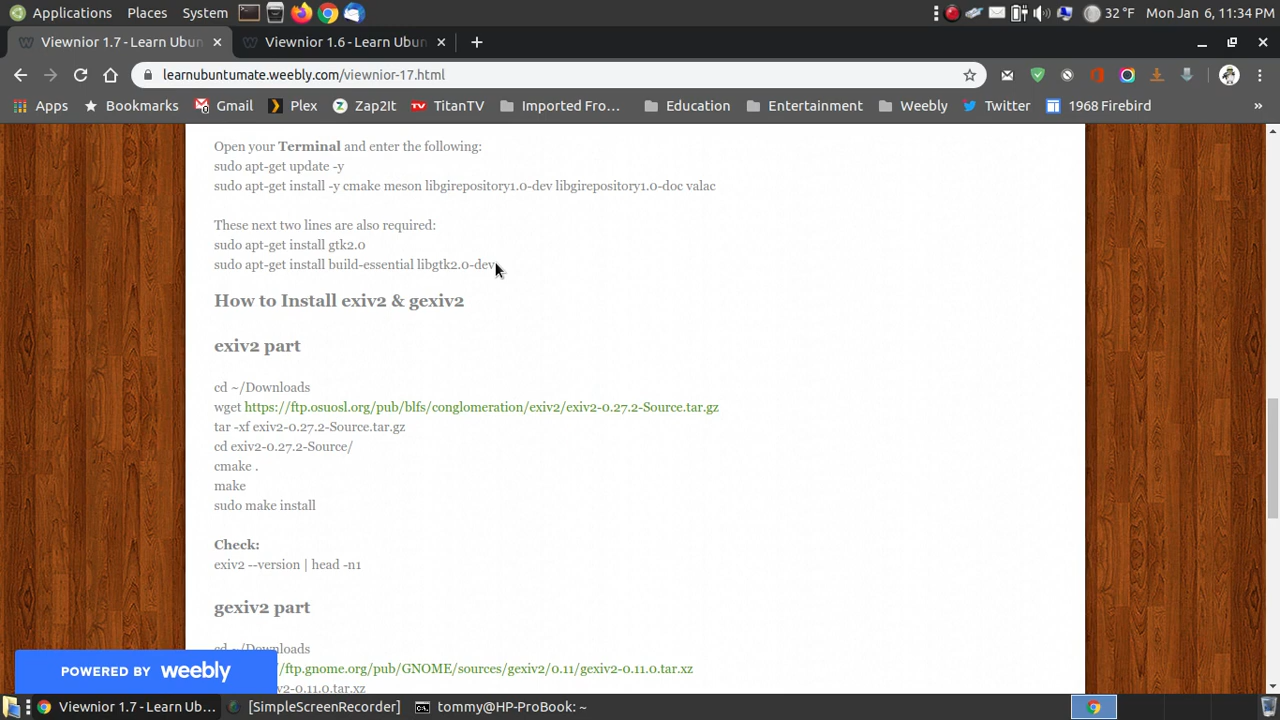 Applications Places System 32 °F Mon Jan 6, 11:34 PM
Viewnior 1.7 - Learn Ubun Viewnior 1.6 - Learn Ubun
learnubuntumate.weebly.com/viewnior-17.html
Apps Bookmarks Gmail Plex Zap2It TitanTV Imported Fro... Education Entertainment Weebly Twitter 1968 Firebird »
Open your Terminal and enter the following:
sudo apt-get update -y
sudo apt-get install -y cmake meson libgirepository1.0-dev libgirepository1.0-doc valac
These next two lines are also required:
sudo apt-get install gtk2.0
sudo apt-get install build-essential libgtk2.0-dev
How to Install exiv2 & gexiv2
exiv2 part
cd ~/Downloads
wget https://ftp.osuosl.org/pub/blfs/conglomeration/exiv2/exiv2-0.27.2-Source.tar.gz
tar -xf exiv2-0.27.2-Source.tar.gz
cd exiv2-0.27.2-Source/
cmake .
make
sudo make install
Check:
exiv2 --version | head -n1
gexiv2 part
cd ~/Downloads
//ftp.gnome.org/pub/GNOME/sources/gexiv2/0.11/gexiv2-0.11.0.tar.xz
v2-0.11.0.tar.xz
POWERED BY weebly
Viewnior 1.7 - Learn Ub... [SimpleScreenRecorder] tommy@HP-ProBook: ~